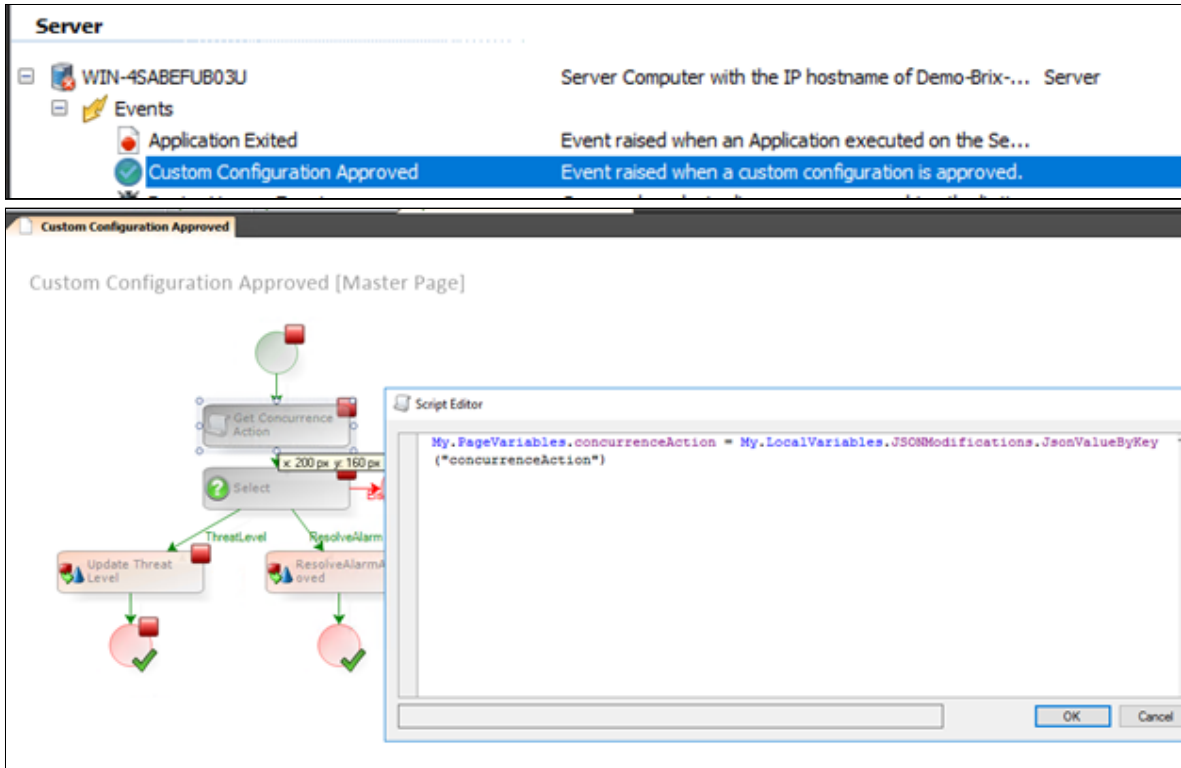 Server
WIN-4SABEFUB03U Server Computer with the IP hostname of Demo-Brix-... Server
Events
Application Exited Event raised when an Application executed on the Se...
Custom Configuration Approved Event raised when a custom configuration is approved.
Custom Configuration Approved
Custom Configuration Approved [Master Page]
Get Concurrence
Action
x: 200 px y: 160 px
Select
ThreatLevel
ResolveAlarm
Update Threat
Level
ResolveAlarmA
oved
Script Editor
My.PageVariables.concurrenceAction = My.LocalVariables.JSONModifications.JsonValueByKey
("concurrenceAction")
OK Cancel